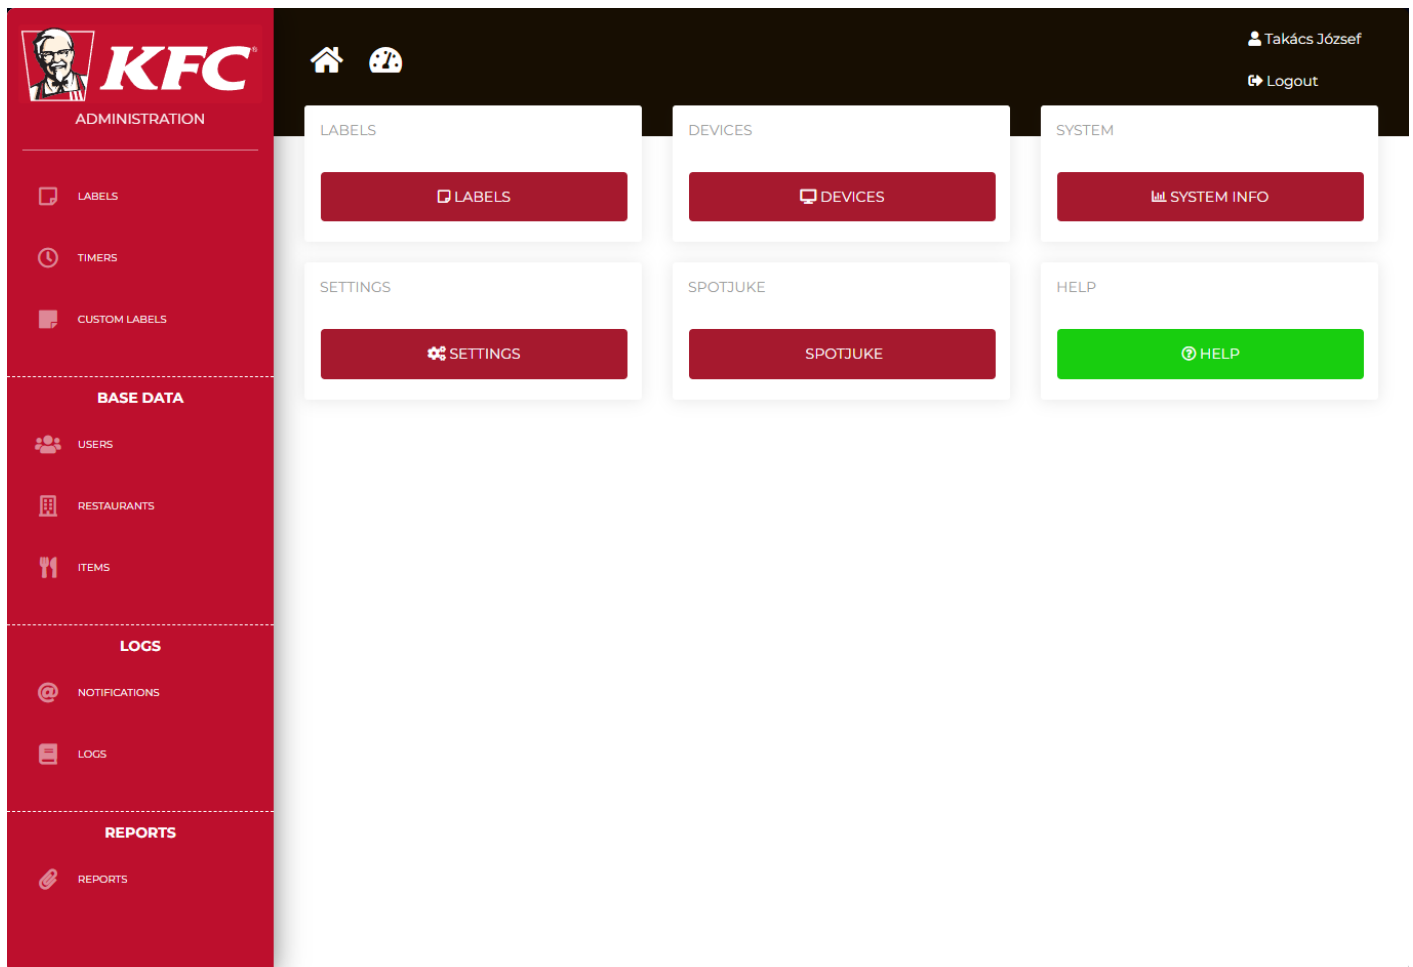 KFC
ADMINISTRATION
LABELS
TIMERS
CUSTOM LABELS
BASE DATA
USERS
RESTAURANTS
ITEMS
LOGS
NOTIFICATIONS
LOGS
REPORTS
REPORTS
Takács József
Logout
LABELS
LABELS
DEVICES
DEVICES
SYSTEM
SYSTEM INFO
SETTINGS
SETTINGS
SPOTJUKE
SPOTJUKE
HELP
HELP